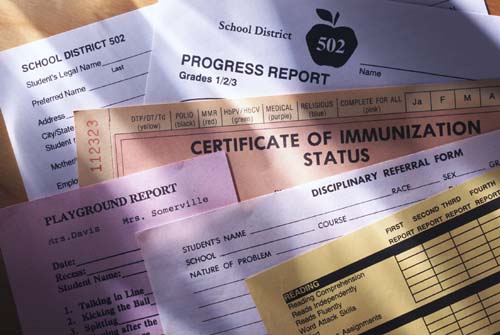 SCHOOL DISTRICT 502
Student's Legal Name
Last
Preferred Name
Address
City/State
Student
Mother
Employ
School District
502
PROGRESS REPORT
Grades 1/2/3
Name
112323
DTP/DT/Td (yellow)
POLIO (black)
MMR (red)
HbPV/HbCV (green)
MEDICAL (purple)
RELIGIOUS (blue)
COMPLETE FOR ALL (pink)
Ja F M A
CERTIFICATE OF IMMUNIZATION
STATUS
PLAYGROUND REPORT
Mrs.Davis Mrs. Somerville
Date:
Recess:
Student Name:
1. Talking in Line
2. Kicking the Ball
3. Spitting
after the
DISCIPLINARY REFERRAL FORM
STUDENT'S NAME RACE SEX GR
SCHOOL COURSE
NATURE OF PROBLEM
FIRST SECOND THIRD FOURTH
REPORT REPORT REPORT REPORT
READING
Reading Comprehension
Reads Independently
Reads Fluently
Word Attack Skills
Assignments